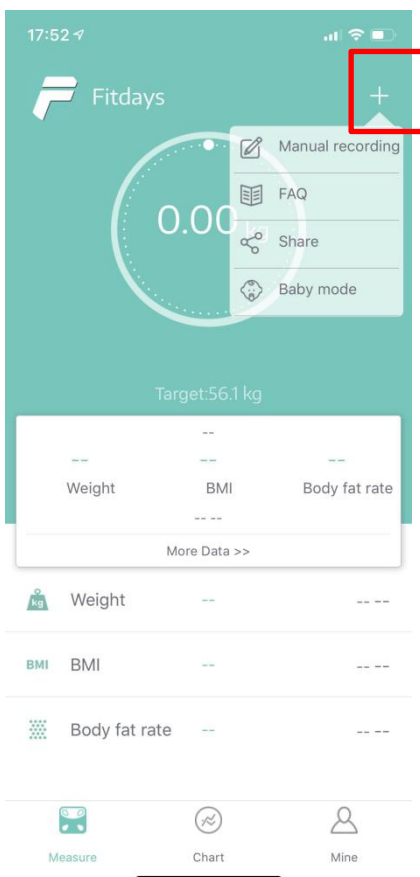 17:52
Fitdays
+
Manual recording
FAQ
Share
Baby mode
0.00 kg
Target:56.1 kg
--
-- -- --
Weight BMI Body fat rate
-- --
More Data >>
kg Weight -- -- --
BMI BMI -- -- --
Body fat rate -- -- --
Measure Chart Mine